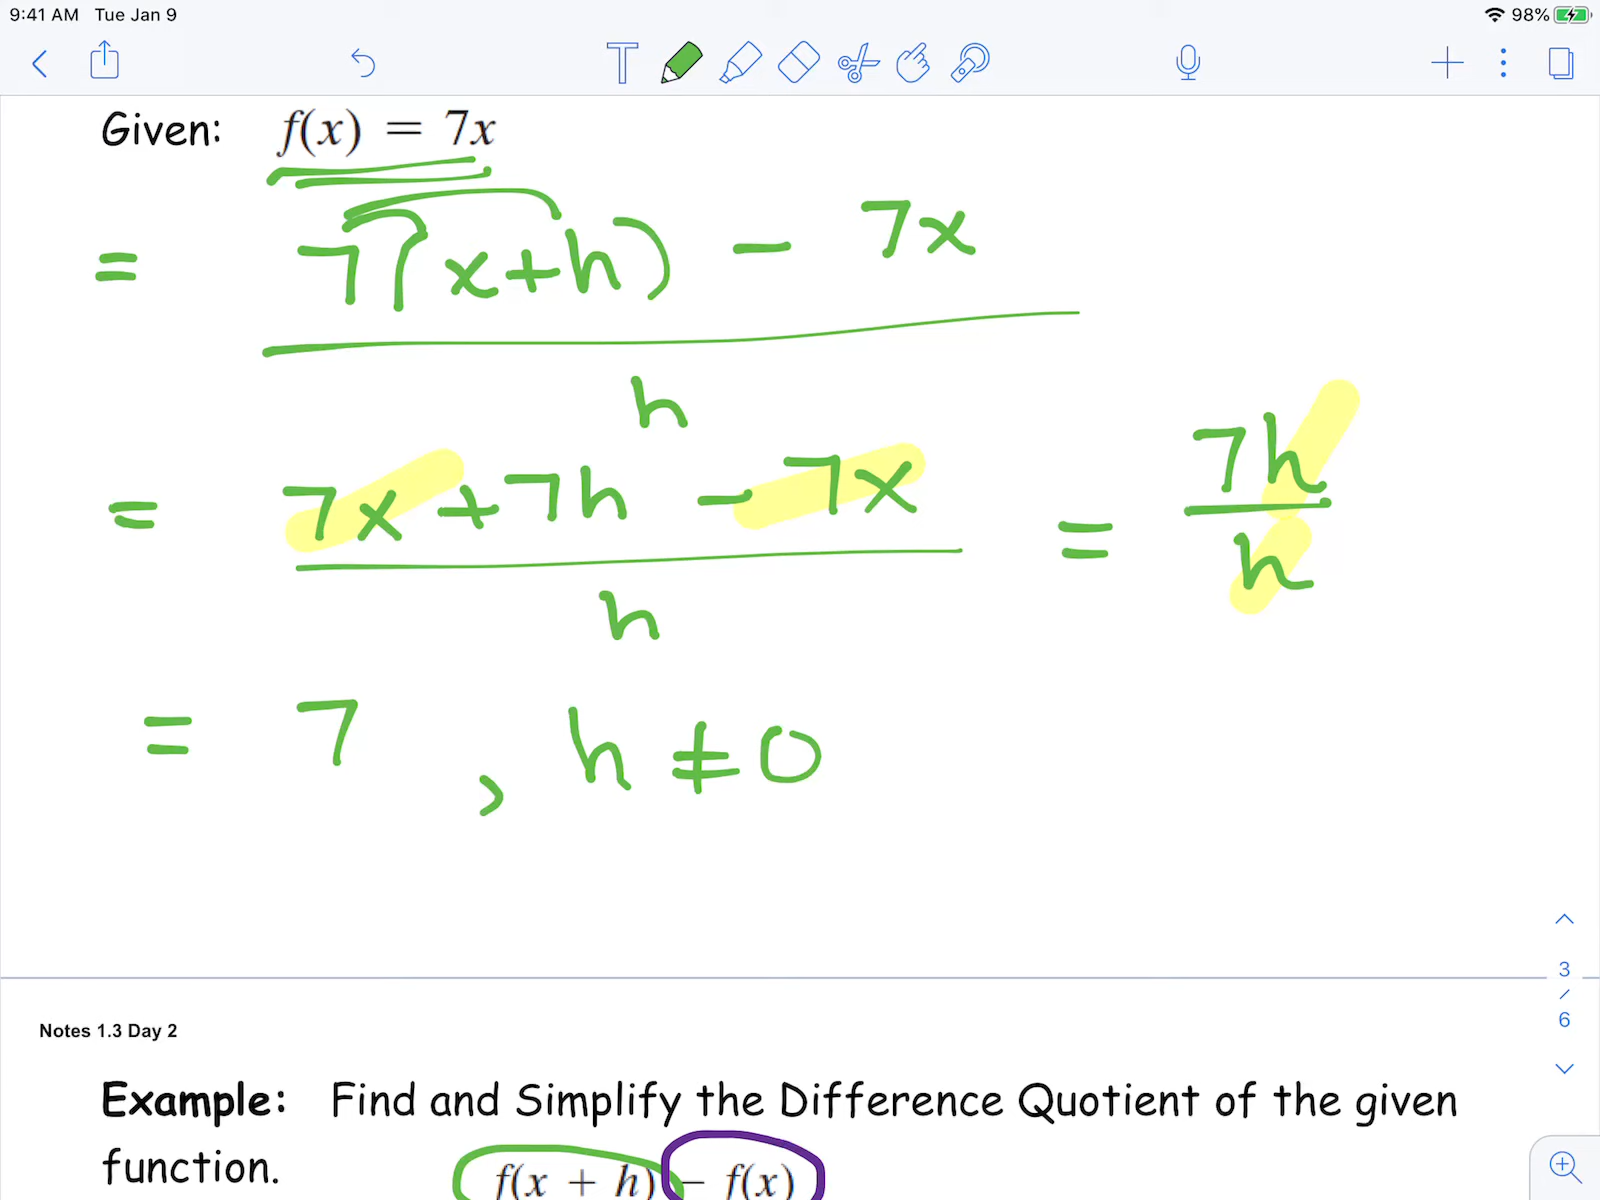 9:41 AM Tue Jan 9 98%
T
Given: f(x) = 7x
= 7(x+h) - 7x
h
= 7x +7h - 7x = 7h
h h
= 7 , h ≠ 0
3
/
6
Notes 1.3 Day 2
Example: Find and Simplify the Difference Quotient of the given
function. f(x + h) - f(x)